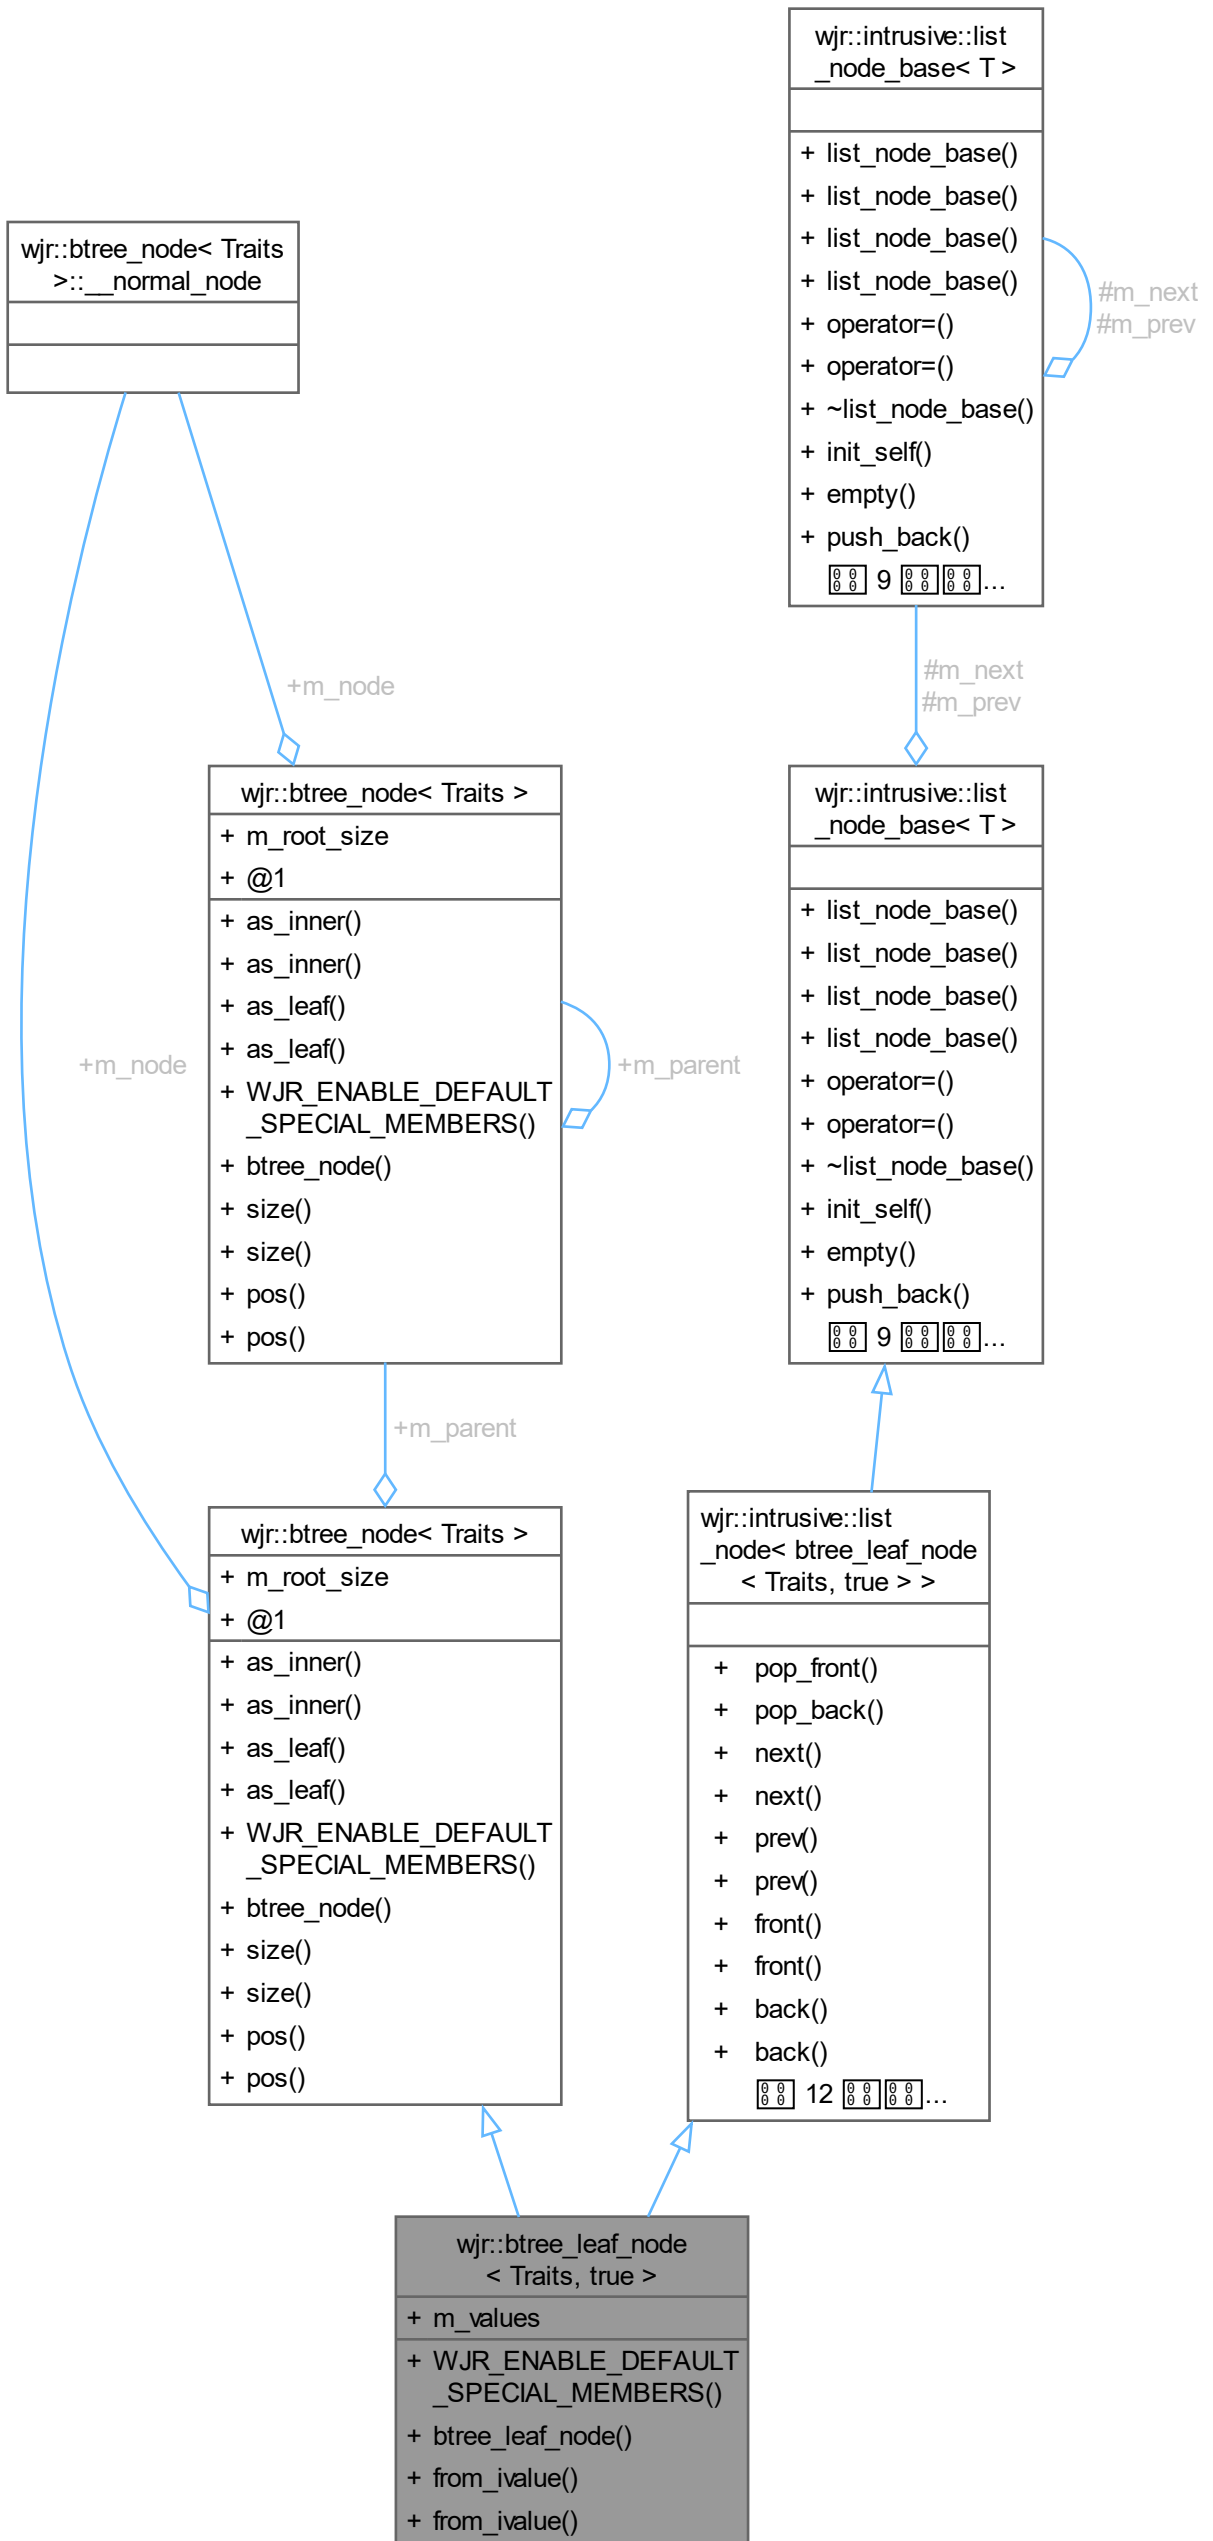 wjr::intrusive::list
_node_base< T >
+ list_node_base()
+ list_node_base()
+ list_node_base()
+ list_node_base()
+ operator=()
+ operator=()
+ ~list_node_base()
+ init_self()
+ empty()
+ push_back()
9 ...
#m_next
#m_prev
wjr::btree_node< Traits
>::__normal_node
+m_node
#m_next
#m_prev
wjr::btree_node< Traits >
+ m_root_size
+ @1
+ as_inner()
+ as_inner()
+ as_leaf()
+ as_leaf()
+ WJR_ENABLE_DEFAULT
_SPECIAL_MEMBERS()
+ btree_node()
+ size()
+ size()
+ pos()
+ pos()
+m_node
+m_parent
wjr::intrusive::list
_node_base< T >
+ list_node_base()
+ list_node_base()
+ list_node_base()
+ list_node_base()
+ operator=()
+ operator=()
+ ~list_node_base()
+ init_self()
+ empty()
+ push_back()
9 ...
+m_parent
wjr::btree_node< Traits >
+ m_root_size
+ @1
+ as_inner()
+ as_inner()
+ as_leaf()
+ as_leaf()
+ WJR_ENABLE_DEFAULT
_SPECIAL_MEMBERS()
+ btree_node()
+ size()
+ size()
+ pos()
+ pos()
wjr::intrusive::list
_node< btree_leaf_node
< Traits, true > >
+ pop_front()
+ pop_back()
+ next()
+ next()
+ prev()
+ prev()
+ front()
+ front()
+ back()
+ back()
12 ...
wjr::btree_leaf_node
< Traits, true >
+ m_values
+ WJR_ENABLE_DEFAULT
_SPECIAL_MEMBERS()
+ btree_leaf_node()
+ from_ivalue()
+ from_ivalue()